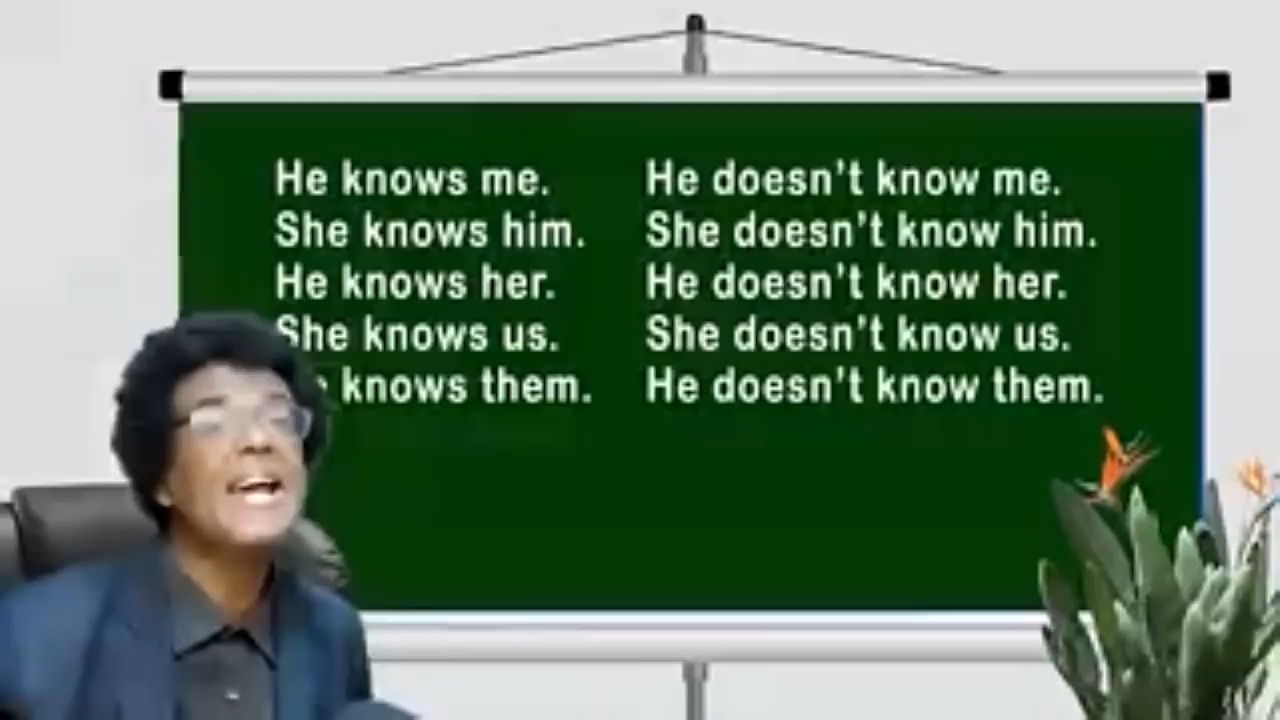 He knows me. He doesn't know me.
She knows him. She doesn't know him.
He knows her. He doesn't know her.
She knows us. She doesn't know us.
knows them. He doesn't know them.